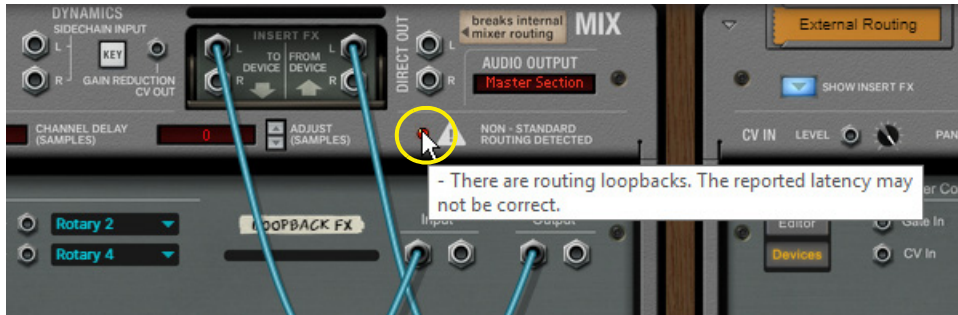 DYNAMICS
SIDECHAIN INPUT
L
KEY
R
GAIN REDUCTION
CV OUT
INSERT FX
L
L
TO
DEVICE
FROM
DEVICE
R
R
DIRECT OUT
L
R
breaks internal
mixer routing
MIX
AUDIO OUTPUT
Master Section
External Routing
SHOW INSERT FX
CHANNEL DELAY
(SAMPLES)
0
ADJUST
(SAMPLES)
NON - STANDARD
ROUTING DETECTED
CV IN
LEVEL
PAN
- There are routing loopbacks. The reported latency may
not be correct.
Rotary 2
LOOPBACK FX
Input
Output
Editor
Gate In
Rotary 4
Devices
CV In